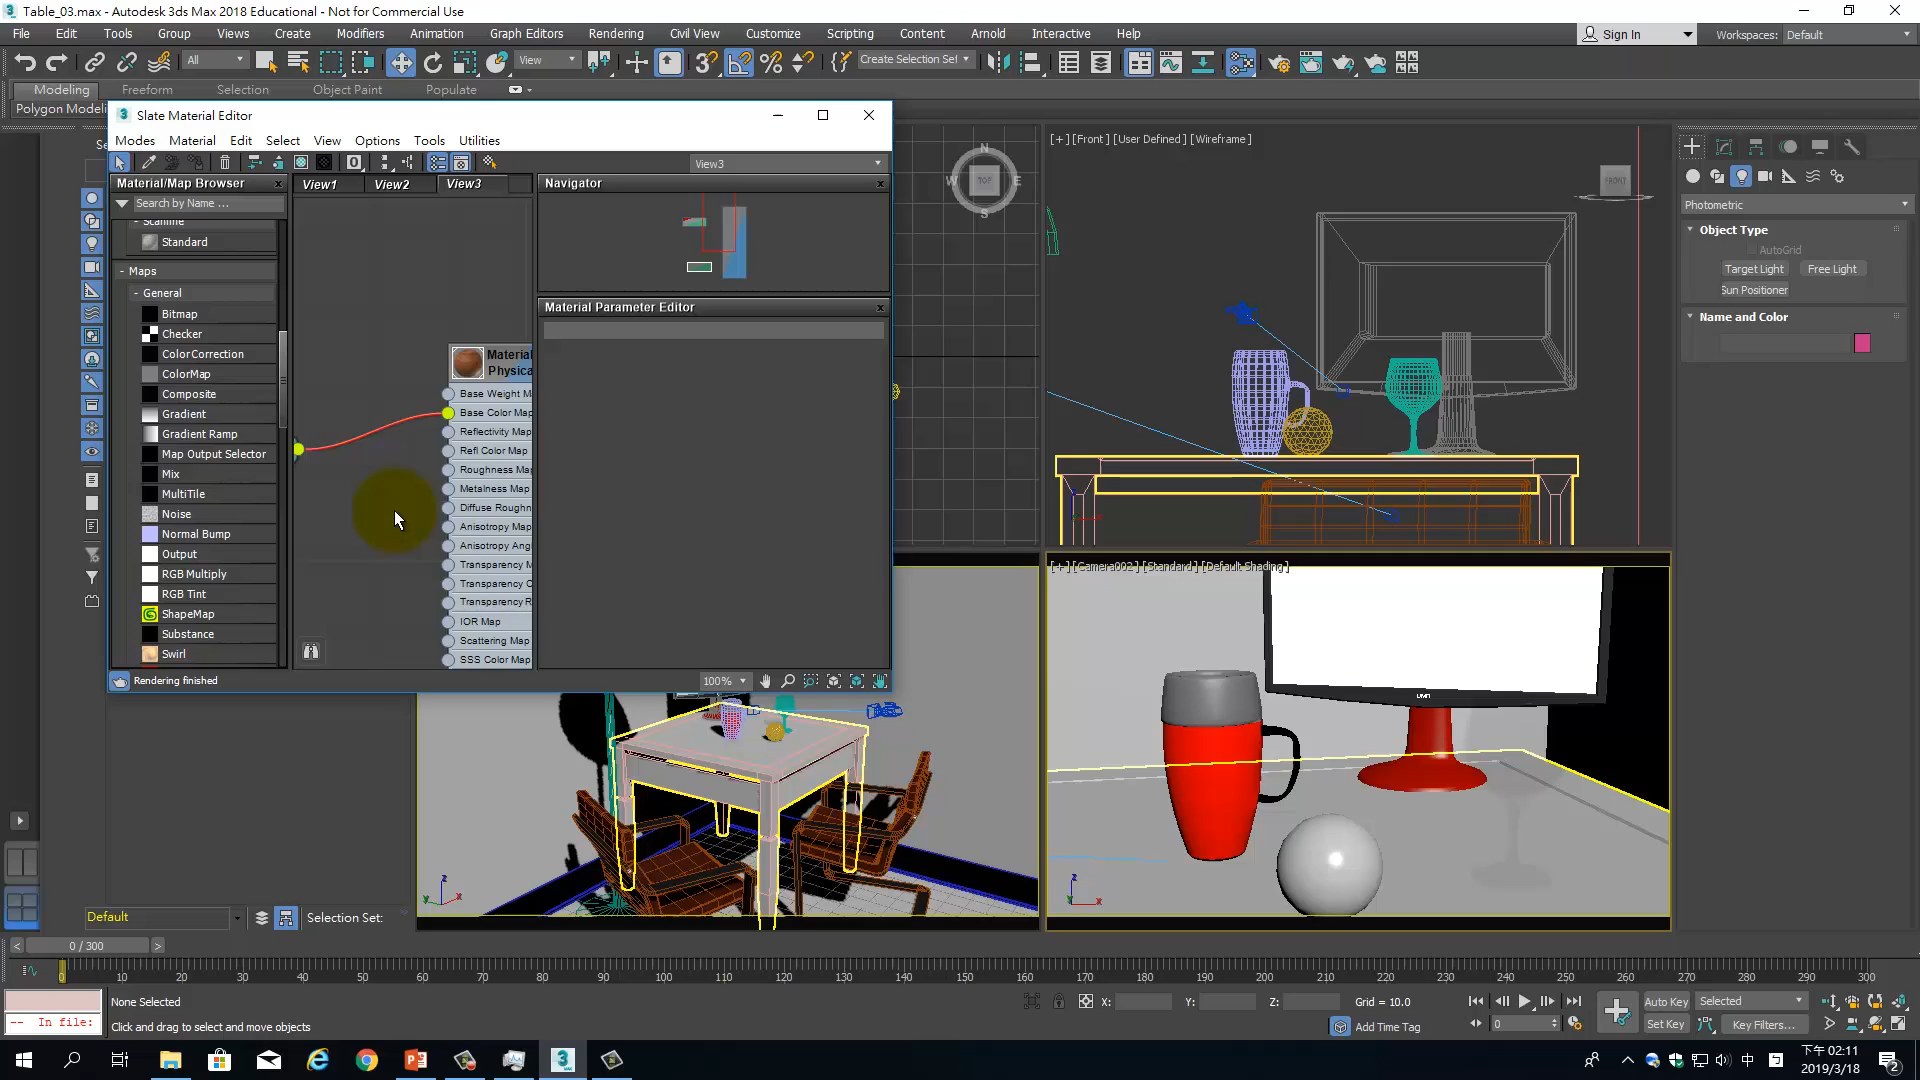 Table_03.max - Autodesk 3ds Max 2018 Educational - Not for Commercial Use
File Edit Tools Group Views Create Modifiers Animation Graph Editors Rendering Civil View Customize Scripting Content Arnold Interactive Help
Sign In
Workspaces: Default
All
View
Create Selection Set
Modeling Freeform Selection Object Paint Populate
Polygon Modeli
Slate Material Editor
Modes Material Edit Select View Options Tools Utilities
View3
Material/Map Browser
Search by Name ...
Scanline
Standard
- Maps
- General
Bitmap
Checker
ColorCorrection
ColorMap
Composite
Gradient
Gradient Ramp
Map Output Selector
Mix
MultiTile
Noise
Normal Bump
Output
RGB Multiply
RGB Tint
ShapeMap
Substance
Swirl
View1 View2 View3
Material
Physica
Base Weight M
Base Color Map
Reflectivity Map
Refl Color Map
Roughness Map
Metalness Map
Diffuse Roughn
Anisotropy Map
Anisotropy Ang
Transparency M
Transparency C
Transparency R
IOR Map
Scattering Map
SSS Color Map
Navigator
Material Parameter Editor
Rendering finished
100%
N
W TOP E
S
[+] [Front] [User Defined] [Wireframe]
FRONT
[+] [Camera002] [Standard] [Default Shading]
Photometric
Object Type
AutoGrid
Target Light Free Light
Sun Positioner
Name and Color
Default
Selection Set:
0 / 300
0 10 20 30 40 50 60 70 80 90 100 110 120 130 140 150 160 170 180 190 200 210 220 230 240 250 260 270 280 290 300
None Selected
-- In file:
Click and drag to select and move objects
X: Y: Z: Grid = 10.0
Add Time Tag
0
Auto Key Selected
Set Key Key Filters...
中
下午 02:11
2019/3/18
2